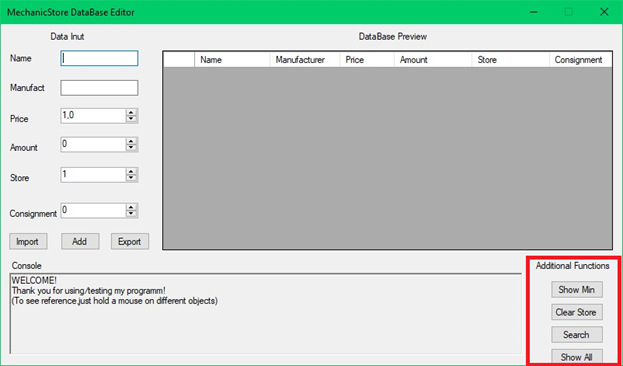 MechanicStore DataBase Editor
Data Inut
DataBase Preview
Name
Name Manufacturer Price Amount Store Consignment
Manufact
Price 1,0
Amount 0
Store 1
Consignment 0
Import Add Export
Console
Additional Functions
WELCOME!
Thank you for using/testing my programm!
(To see reference,just hold a mouse on different objects)
Show Min
Clear Store
Search
Show All